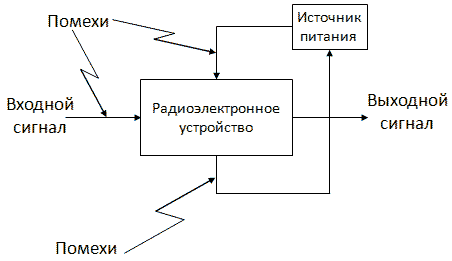 Помехи
Источник
питания
Входной
сигнал
Радиоэлектронное
устройство
Выходной
сигнал
Помехи